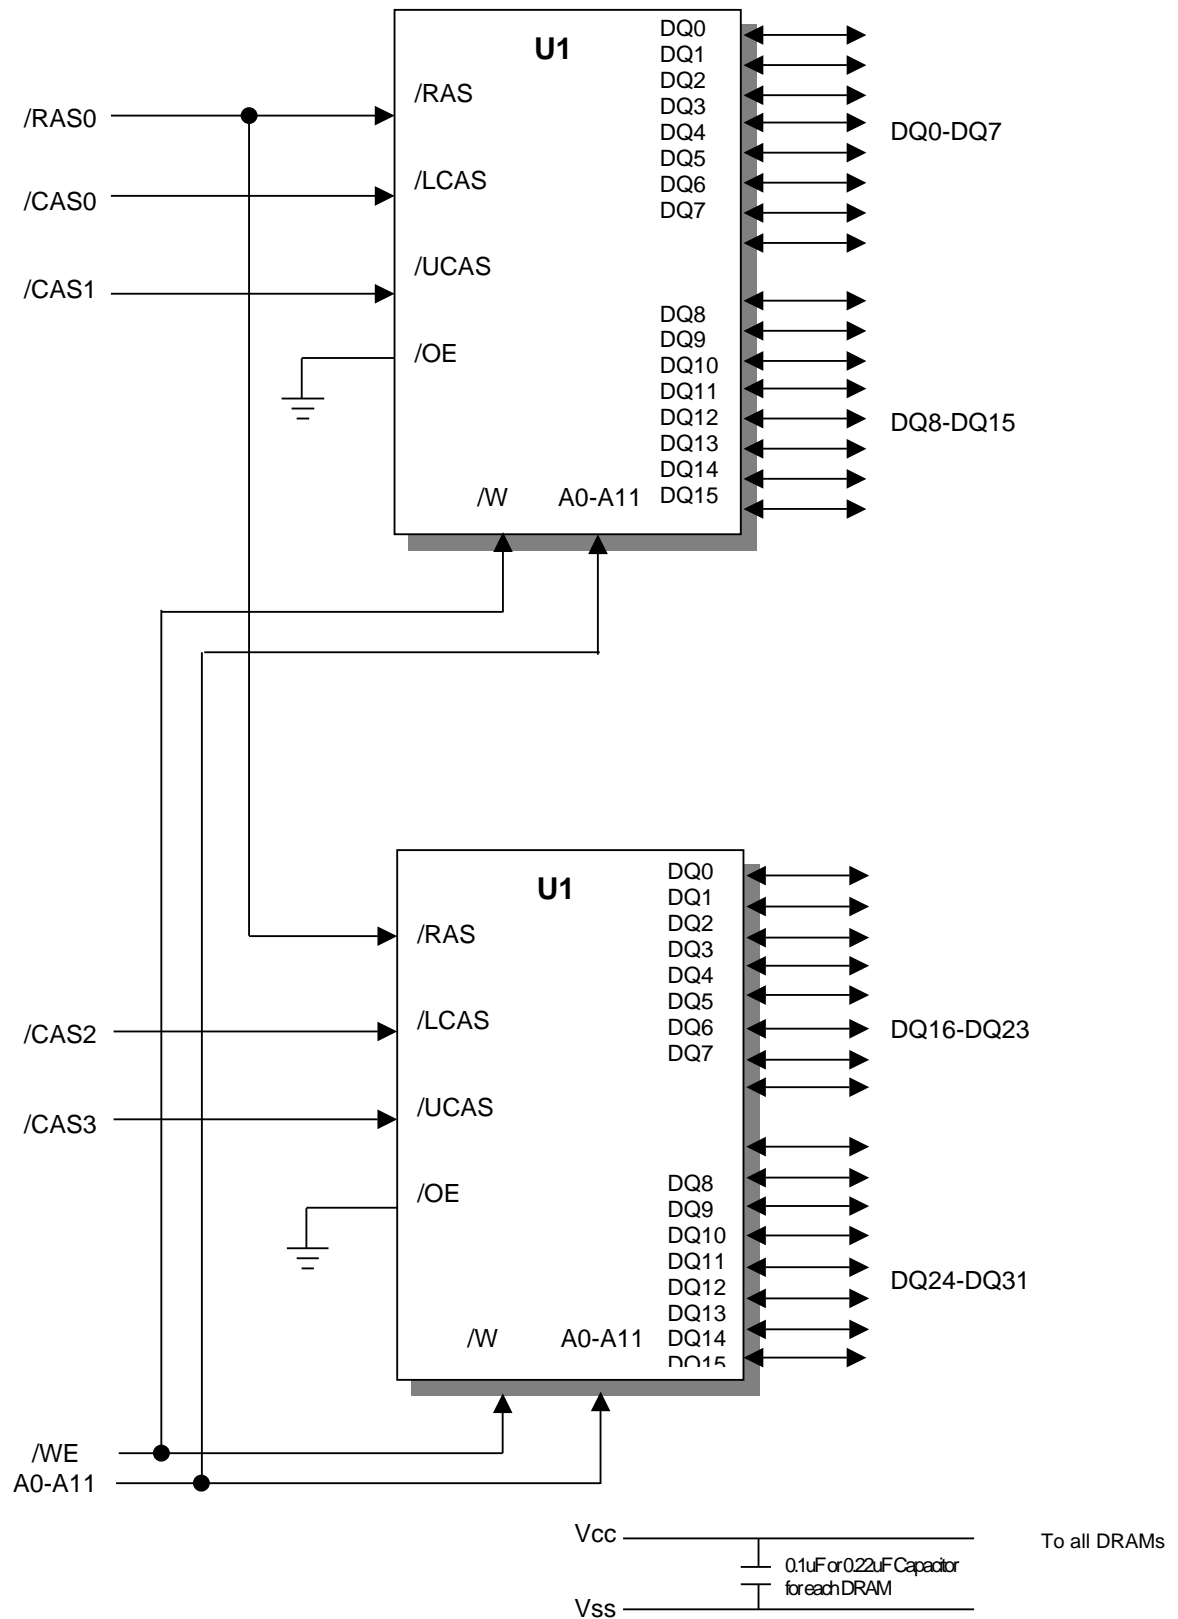 U1
DQ0
DQ1
DQ2
DQ3
DQ4
DQ5
DQ6
DQ7
/RAS0
/RAS
DQ0-DQ7
/CAS0
/LCAS
/CAS1
/UCAS
/OE
DQ8
DQ9
DQ10
DQ11
DQ12
DQ13
DQ14
DQ15
DQ8-DQ15
/W
A0-A11
U1
DQ0
DQ1
DQ2
DQ3
DQ4
DQ5
DQ6
DQ7
/RAS
/CAS2
/LCAS
DQ16-DQ23
/CAS3
/UCAS
/OE
DQ8
DQ9
DQ10
DQ11
DQ12
DQ13
DQ14
DQ15
DQ24-DQ31
/W
A0-A11
/WE
A0-A11
Vcc
To all DRAMs
0.1uF or 0.22uF Capacitor
for each DRAM
Vss